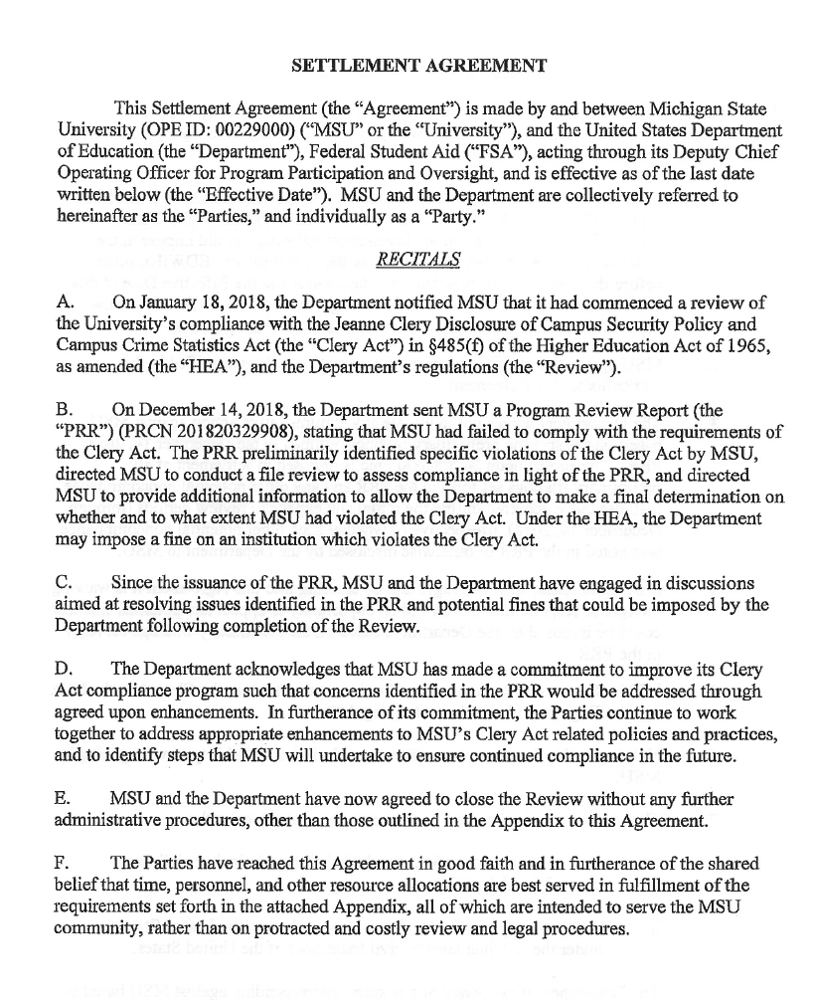 SETTLEMENT AGREEMENT
This Settlement Agreement (the “Agreement”) is made by and between Michigan State
University (OPE ID: 00229000) (“MSU” or the “University”), and the United States Department
of Education (the “Department”), Federal Student Aid (“FSA”), acting through its Deputy Chief
Operating Officer for Program Participation and Oversight, and is effective as of the last date
written below (the “Effective Date”). MSU and the Department are collectively referred to
hereinafter as the “Parties,” and individually as a “Party.”
RECITALS
A. On January 18, 2018, the Department notified MSU that it had commenced a review of
the University’s compliance with the Jeanne Clery Disclosure of Campus Security Policy and
Campus Crime Statistics Act (the “Clery Act”) in §485(f) of the Higher Education Act of 1965,
as amended (the “HEA”), and the Department’s regulations (the “Review”).
B. On December 14, 2018, the Department sent MSU a Program Review Report (the
“PRR”) (PRCN 201820329908), stating that MSU had failed to comply with the requirements of
the Clery Act. The PRR preliminarily identified specific violations of the Clery Act by MSU,
directed MSU to conduct a file review to assess compliance in light of the PRR, and directed
MSU to provide additional information to allow the Department to make a final determination on
whether and to what extent MSU had violated the Clery Act. Under the HEA, the Department
may impose a fine on an institution which violates the Clery Act.
C. Since the issuance of the PRR, MSU and the Department have engaged in discussions
aimed at resolving issues identified in the PRR and potential fines that could be imposed by the
Department following completion of the Review.
D. The Department acknowledges that MSU has made a commitment to improve its Clery
Act compliance program such that concerns identified in the PRR would be addressed through
agreed upon enhancements. In furtherance of its commitment, the Parties continue to work
together to address appropriate enhancements to MSU’s Clery Act related policies and practices,
and to identify steps that MSU will undertake to ensure continued compliance in the future.
E. MSU and the Department have now agreed to close the Review without any further
administrative procedures, other than those outlined in the Appendix to this Agreement.
F. The Parties have reached this Agreement in good faith and in furtherance of the shared
belief that time, personnel, and other resource allocations are best served in fulfillment of the
requirements set forth in the attached Appendix, all of which are intended to serve the MSU
community, rather than on protracted and costly review and legal procedures.